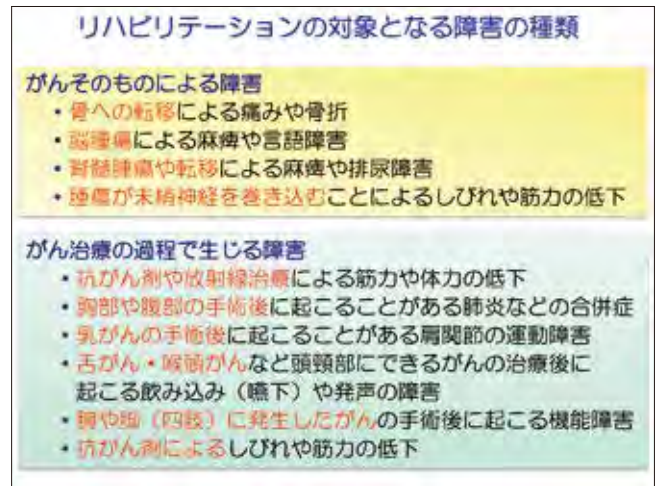 リハビリテーションの対象となる障害の種類
がんそのものによる障害
・骨への転移による痛みや骨折
・脳腫瘍による麻痺や言語障害
・脊髄腫瘍や転移による麻痺や排尿障害
・腫瘍が末梢神経を巻き込むことによるしびれや筋力の低下
がん治療の過程で生じる障害
・抗がん剤や放射線治療による筋力や体力の低下
・胸部や腹部の手術後に起こることがある肺炎などの合併症
・乳がんの手術後に起こることがある肩関節の運動障害
・舌がん・喉頭がんなど頭頸部にできるがんの治療後に
起こる飲み込み（嚥下）や発声の障害
・腕や脚（四肢）に発生したがんの手術後に起こる機能障害
・抗がん剤によるしびれや筋力の低下